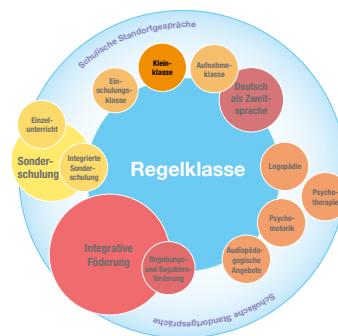 Schulische Standortgespräche
Klein-
klasse
Aufnahme-
klasse
Ein-
schulungs-
klasse
Deutsch
als Zweit-
sprache
Einzel-
unterricht
Sonder-
schulung
Integrierte
Sonder-
schulung
Regelklasse
Logopädie
Psycho-
therapie
Psycho-
motorik
Audiopäda-
gogische
Angebote
Integrative
Föderung
Begabungs-
und Begabten-
förderung
Schulische Standortgespräche